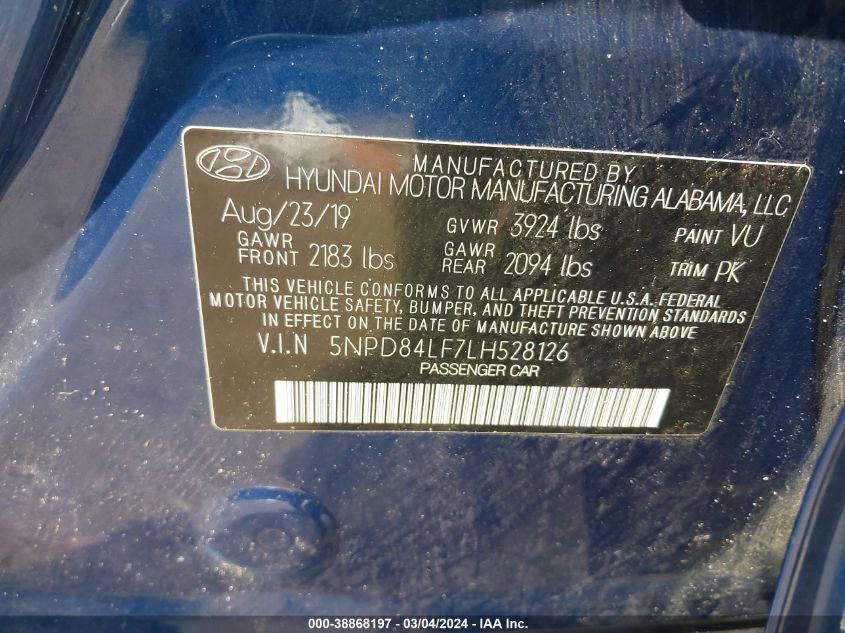 MANUFACTURED BY
HYUNDAI MOTOR MANUFACTURING ALABAMA, LLC
Aug/23/19 GVWR 3924 lbs PAINT VU
GAWR FRONT 2183 lbs GAWR REAR 2094 lbs TRIM PK
THIS VEHICLE CONFORMS TO ALL APPLICABLE U.S.A. FEDERAL
MOTOR VEHICLE SAFETY, BUMPER, AND THEFT PREVENTION STANDARDS
IN EFFECT ON THE DATE OF MANUFACTURE SHOWN ABOVE
V.I.N 5NPD84LF7LH528126
PASSENGER CAR
000-38868197 - 03/04/2024 - IAA Inc.